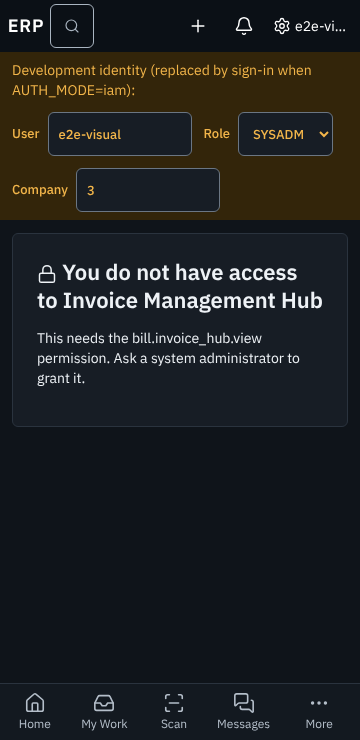 ERP
e2e-vi...
Development identity (replaced by sign-in when
AUTH_MODE=iam):
User
e2e-visual
Role
SYSADM
Company
3
You do not have access
to Invoice Management Hub
This needs the bill.invoice_hub.view
permission. Ask a system administrator to
grant it.
Home
My Work
Scan
Messages
More